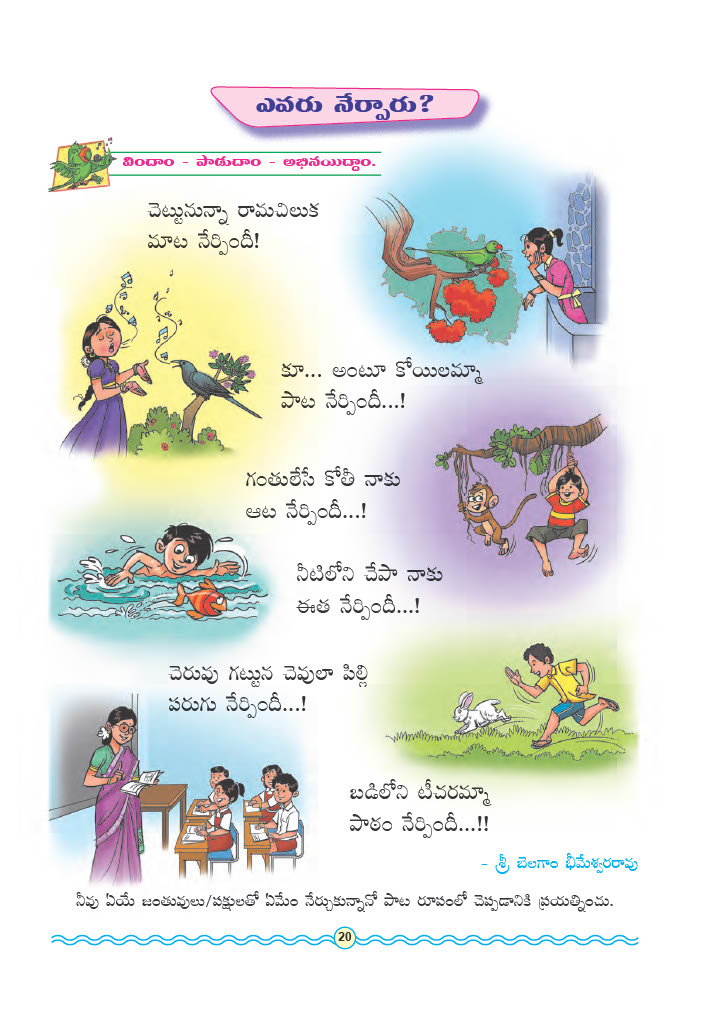 ఎవరు నేర్పారు?
విందాం - పాడుదాం - అభినయిద్దాం.
చెట్టునున్నా రామచిలుక
మాట నేర్పిందీ!
కూ... అంటూ కోయిలమ్మా
పాట నేర్పిందీ...!
గంతులేసే కోతీ నాకు
ఆట నేర్పిందీ...!
నీటిలోని చేపా నాకు
ఈత నేర్పిందీ...!
చెరువు గట్టున చెవులా పిల్లి
పరుగు నేర్పిందీ...!
బడిలోని టీచరమ్మా
పాఠం నేర్పిందీ...!!
- శ్రీ బెలగాం భీమేశ్వరరావు
నీవు ఏయే జంతువులు/పక్షులతో ఏమేం నేర్చుకున్నానో పాట రూపంలో చెప్పడానికి ప్రయత్నించు.
20